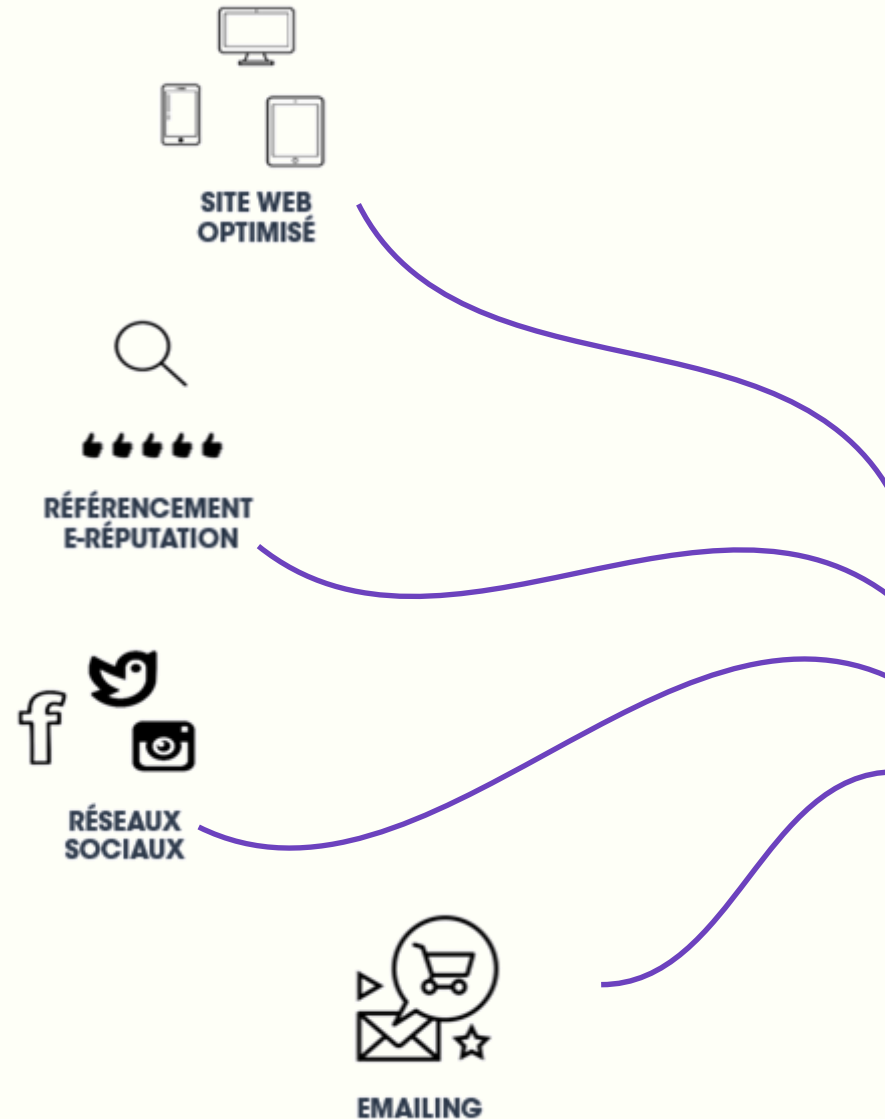 SITE WEB
OPTIMISÉ
RÉFÉRENCEMENT
E-RÉPUTATION
RÉSEAUX
SOCIAUX
EMAILING